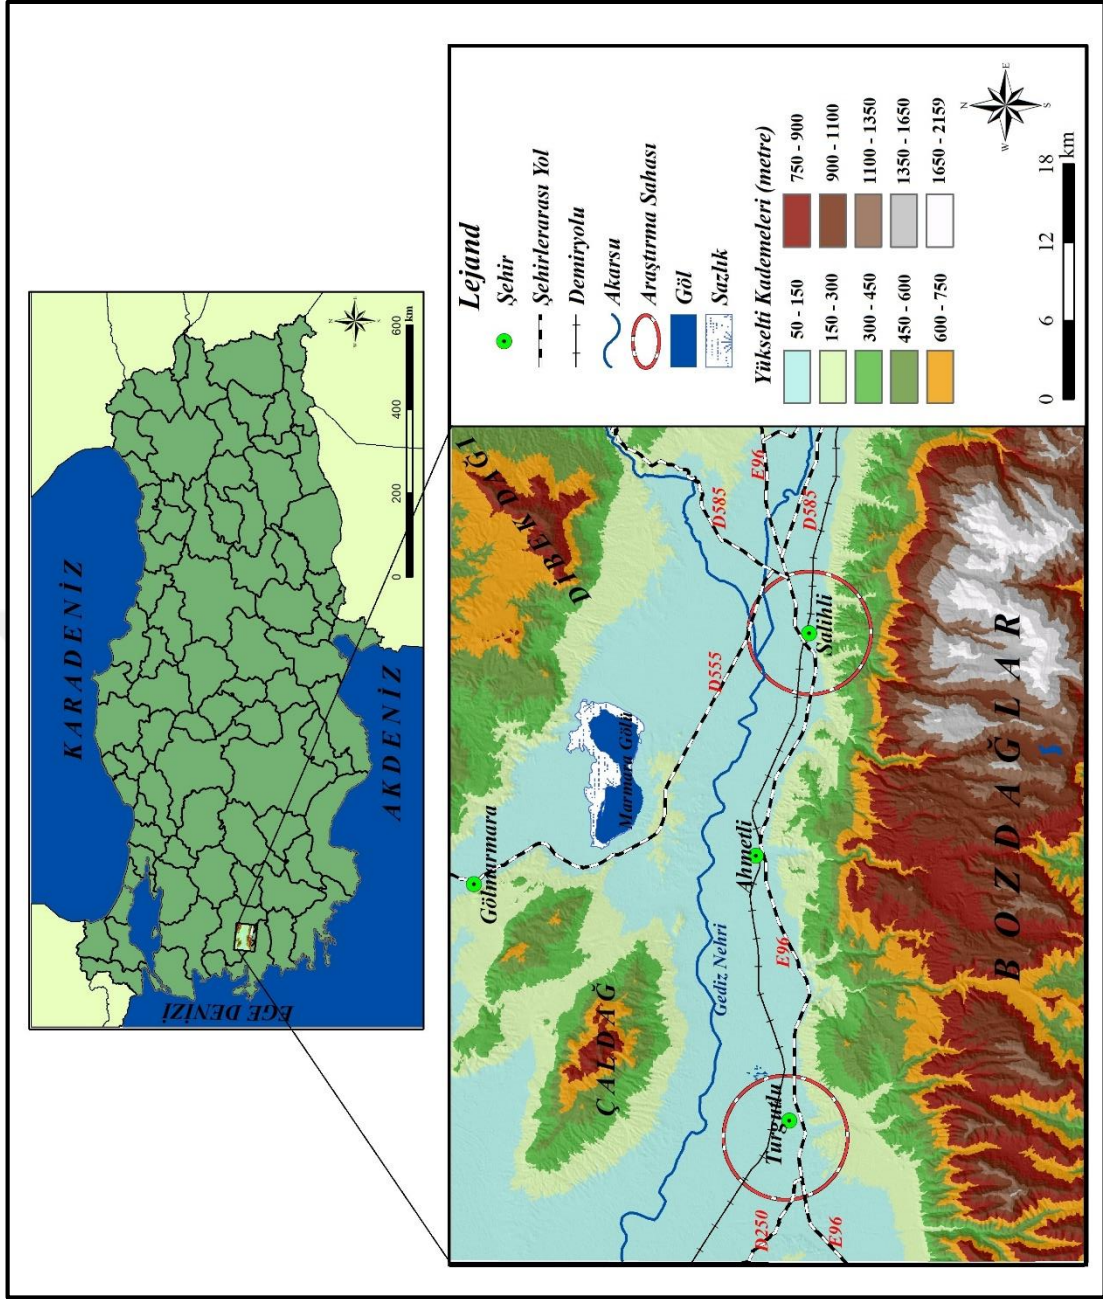 KARADENİZ
EGE DENİZİ
AKDENİZ
N
E
S
W
0 200 400 600 km
Lejand
Şehir
Şehirlerarası Yol
Demiryolu
Akarsu
Araştırma Sahası
Göl
Sazlık
Yükselti Kademeleri (metre)
50 - 150
150 - 300
300 - 450
450 - 600
600 - 750
750 - 900
900 - 1100
1100 - 1350
1350 - 1650
1650 - 2159
0 6 12 18 km
N
E
S
W
Gölmarmara
DİBEK DAĞI
ÇALDAĞ
Marmara Gölü
D585
E96
D585
D555
Gediz Nehri
Salihli
Ahmetli
E96
Turgutlu
D250
E96
BOZDAĞLAR